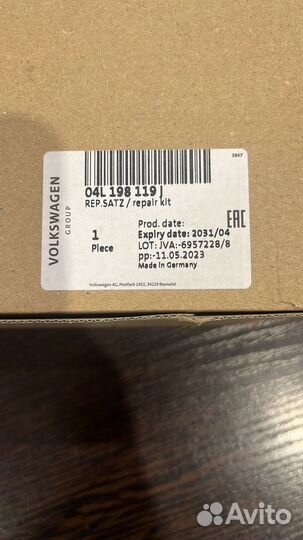 3847
04L 198 119 J
REP.SATZ / repair kit
VOLKSWAGEN
GROUP
EAC
1
Piece
Prod. date:
Expiry date: 2031/04
LOT: JVA:-6957228/8
pp:-11.05.2023
Made in Germany
Volkswagen AG, Postfach 1451, 34219 Baunatal
Avito